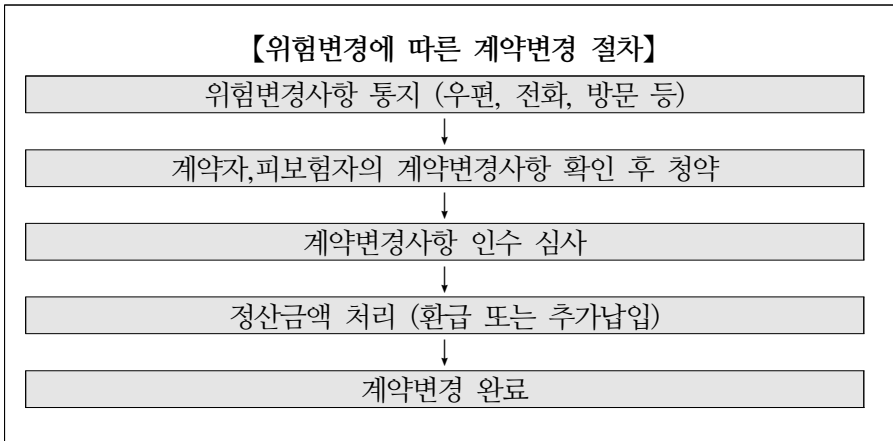 【위험변경에 따른 계약변경 절차】
위험변경사항 통지 (우편, 전화, 방문 등)
계약자,피보험자의 계약변경사항 확인 후 청약
계약변경사항 인수 심사
정산금액 처리 (환급 또는 추가납입)
계약변경 완료